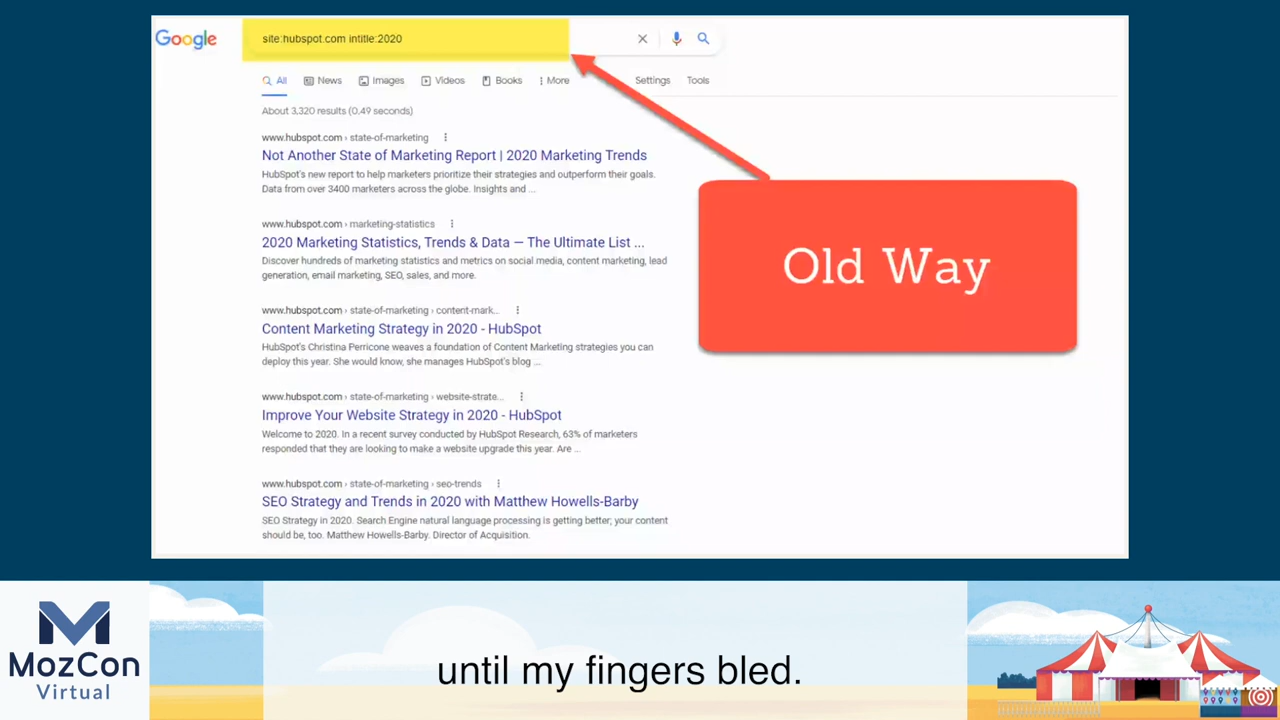 Google
site:hubspot.com intitle:2020
All News Images Videos Books More Settings Tools
About 3,320 results (0.49 seconds)
www.hubspot.com › state-of-marketing
Not Another State of Marketing Report | 2020 Marketing Trends
HubSpot's new report to help marketers prioritize their strategies and outperform their goals.
Data from over 3400 marketers across the globe. Insights and ...
www.hubspot.com › marketing-statistics
2020 Marketing Statistics, Trends & Data — The Ultimate List ...
Discover hundreds of marketing statistics and metrics on social media, content marketing, lead
generation, email marketing, SEO, sales, and more.
www.hubspot.com › state-of-marketing › content-mark...
Content Marketing Strategy in 2020 - HubSpot
HubSpot's Christina Perricone weaves a foundation of Content Marketing strategies you can
deploy this year. She would know, she manages HubSpot's blog ...
www.hubspot.com › state-of-marketing › website-strate...
Improve Your Website Strategy in 2020 - HubSpot
Welcome to 2020. In a recent survey conducted by HubSpot Research, 63% of marketers
responded that they are looking to make a website upgrade this year. Are ...
www.hubspot.com › state-of-marketing › seo-trends
SEO Strategy and Trends in 2020 with Matthew Howells-Barby
SEO Strategy in 2020. Search Engine natural language processing is getting better; your content
should be, too. Matthew Howells-Barby. Director of Acquisition.
Old Way
MozCon
Virtual
until my fingers bled.